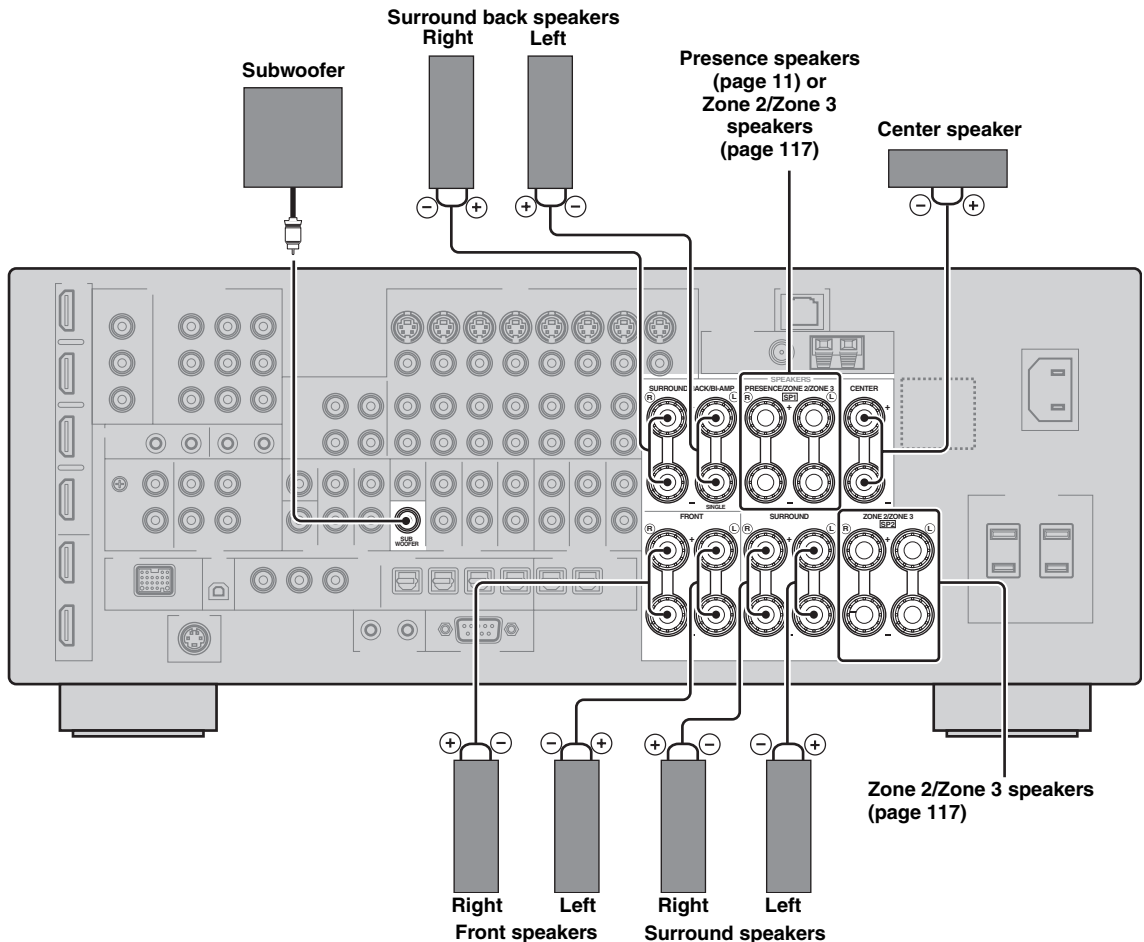 Surround back speakers
Right
Left
Subwoofer
Presence speakers
(page 11) or
Zone 2/Zone 3
speakers
(page 117)
Center speaker
− + + − − +
SPEAKERS
SURROUND BACK/BI-AMP
PRESENCE/ZONE 2/ZONE 3
CENTER
R L R SP1 L
+ + −
− − −
SINGLE
SUB
WOOFER
FRONT
SURROUND
ZONE 2/ZONE 3
R L R L R SP2 L
+ + +
− − −
+ − − + + − − +
Zone 2/Zone 3 speakers
(page 117)
Right
Left
Right
Left
Front speakers
Surround speakers